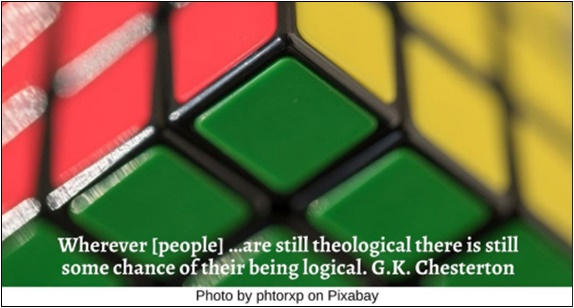 Wherever [people] ...are still theological there is still
some chance of their being logical. G.K. Chesterton
Photo by phtorxp on Pixabay